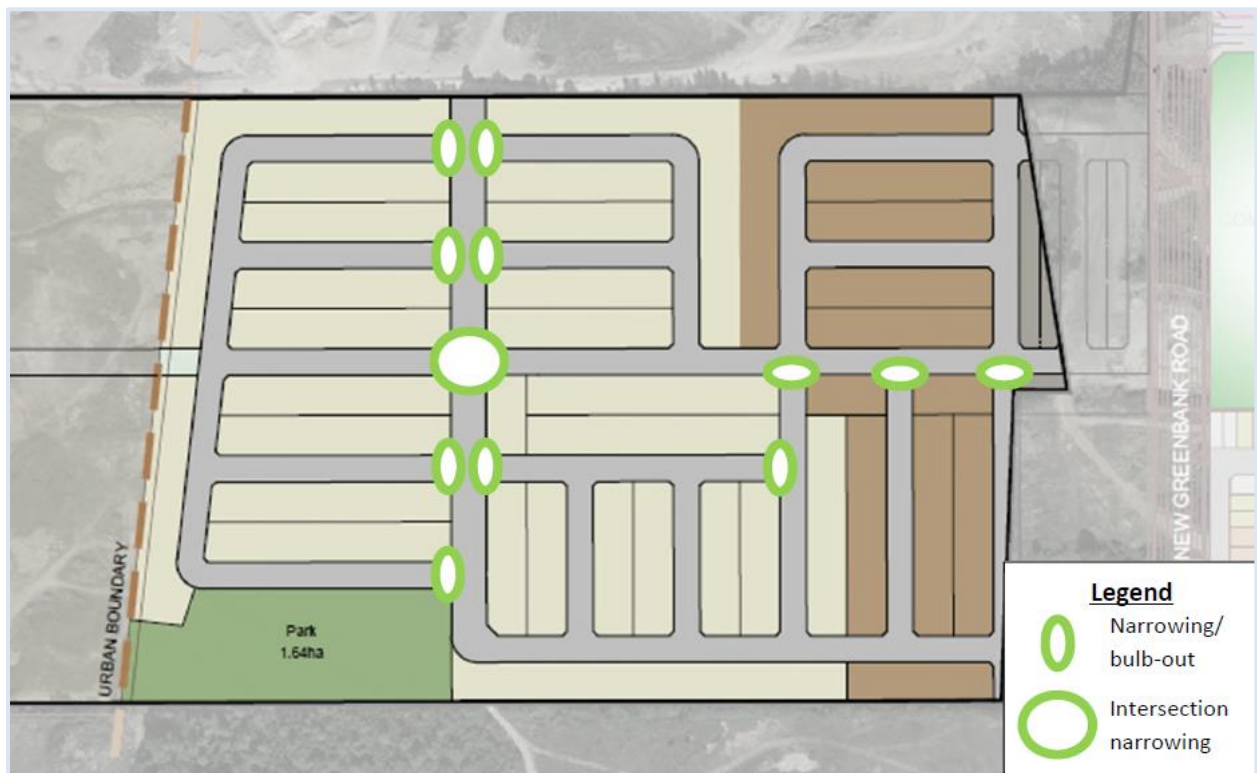 URBAN BOUNDARY
Park
1.64ha
NEW GREENBANK ROAD
Legend
Narrowing/
bulb-out
Intersection
narrowing